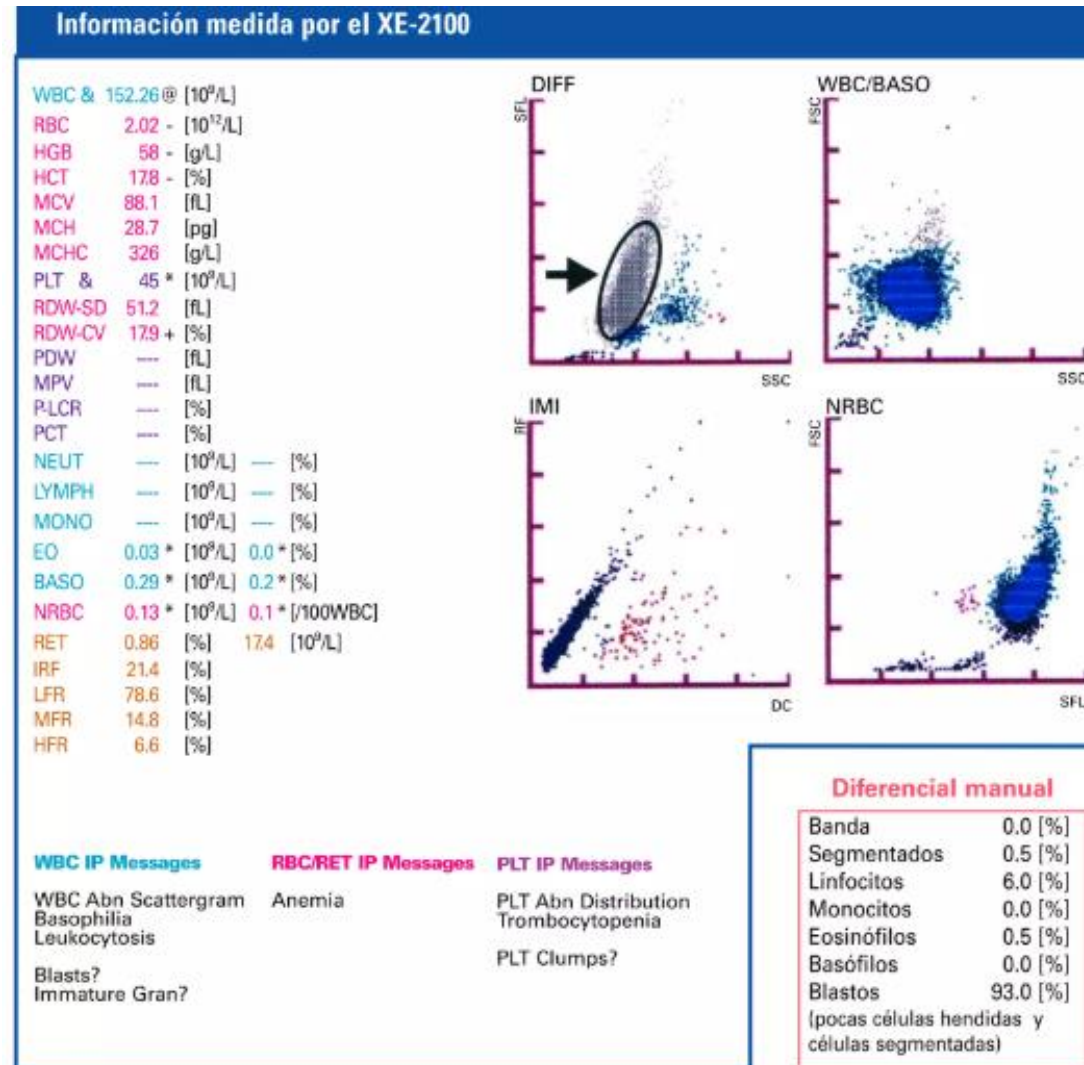 Información medida por el XE-2100
WBC & 152.26 @ [10⁹/L]
RBC 2.02 - [10¹²/L]
HGB 58 - [g/L]
HCT 17.8 - [%]
MCV 88.1 [fL]
MCH 28.7 [pg]
MCHC 326 [g/L]
PLT & 45 * [10⁹/L]
RDW-SD 51.2 [fL]
RDW-CV 17.9 + [%]
PDW ---- [fL]
MPV ---- [fL]
P-LCR ---- [%]
PCT ---- [%]
NEUT ---- [10⁹/L] ---- [%]
LYMPH ---- [10⁹/L] ---- [%]
MONO ---- [10⁹/L] ---- [%]
EO 0.03 * [10⁹/L] 0.0 * [%]
BASO 0.29 * [10⁹/L] 0.2 * [%]
NRBC 0.13 * [10⁹/L] 0.1 * [/100WBC]
RET 0.86 [%] 17.4 [10⁹/L]
IRF 21.4 [%]
LFR 78.6 [%]
MFR 14.8 [%]
HFR 6.6 [%]
DIFF
SFL
SSC
WBC/BASO
FSC
SSC
IMI
RF
DC
NRBC
FSC
SFL
WBC IP Messages
WBC Abn Scattergram
Basophilia
Leukocytosis
Blasts?
Immature Gran?
RBC/RET IP Messages
Anemia
PLT IP Messages
PLT Abn Distribution
Trombocytopenia
PLT Clumps?
Diferencial manual
Banda 0.0 [%]
Segmentados 0.5 [%]
Linfocitos 6.0 [%]
Monocitos 0.0 [%]
Eosinófilos 0.5 [%]
Basófilos 0.0 [%]
Blastos 93.0 [%]
(pocas células hendidas y
células segmentadas)